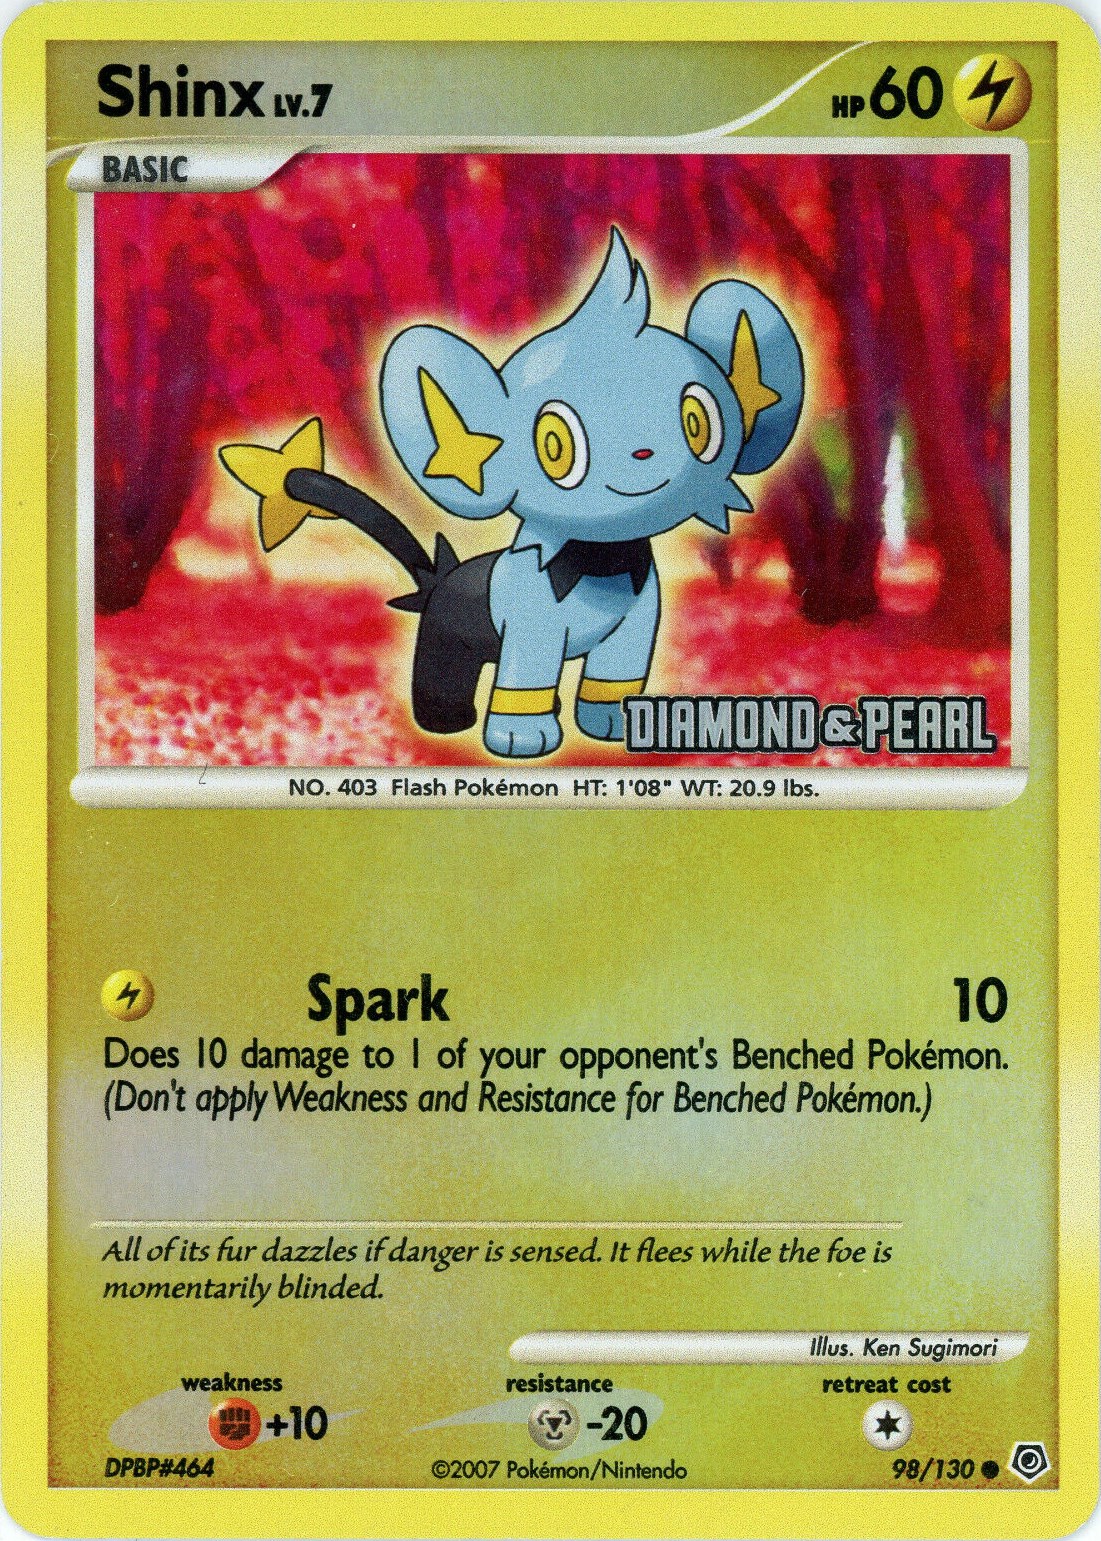 Shinx LV.7
HP 60
BASIC
DIAMOND & PEARL
NO. 403 Flash Pokémon HT: 1'08" WT: 20.9 lbs.
Spark 10
Does 10 damage to 1 of your opponent's Benched Pokémon.
(Don't apply Weakness and Resistance for Benched Pokémon.)
All of its fur dazzles if danger is sensed. It flees while the foe is
momentarily blinded.
Illus. Ken Sugimori
weakness resistance retreat cost
+10 -20
DPBP#464 ©2007 Pokémon/Nintendo 98/130